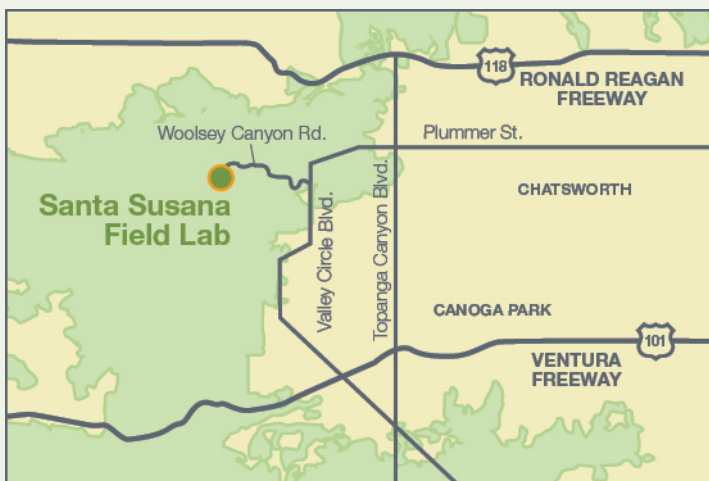 118
RONALD REAGAN
FREEWAY
Woolsey Canyon Rd.
Plummer St.
Santa Susana
Field Lab
CHATSWORTH
Valley Circle Blvd.
Topanga Canyon Blvd.
CANOGA PARK
101
VENTURA
FREEWAY